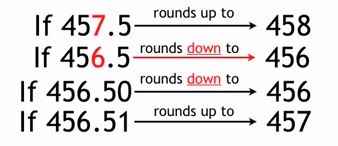 If 457.5 rounds up to 458
If 456.5 rounds down to 456
If 456.50 rounds down to 456
If 456.51 rounds up to 457